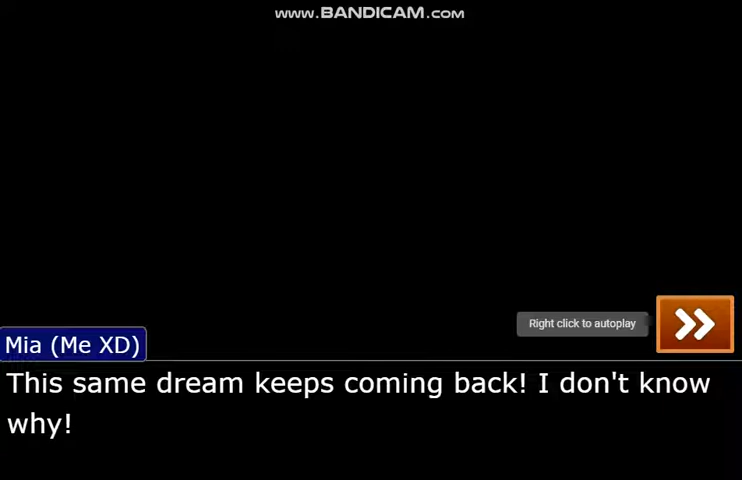 www.BANDICAM.com
Right click to autoplay
Mia (Me XD)
This same dream keeps coming back! I don't know
why!